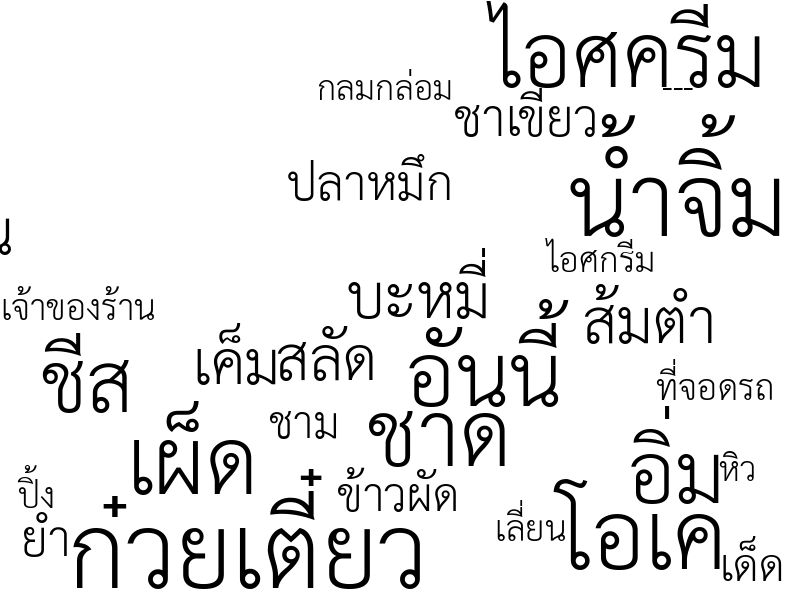 ไอศครีม
กลมกล่อม
---
ชาเขียว
ปลาหมึก
น้ำจิ้ม
ไอศกรีม
บะหมี่
เจ้าของร้าน
ส้มตำ
ชีส
เค็ม
สลัด
อันนี้
ที่จอดรถ
เผ็ด
ชาม
ชาด
อิ่ม
หิว
ปิ้ง
ข้าวผัด
ยำ
ก๋วยเตี๋ยว
เลี่ยน
โอเค
เด็ด